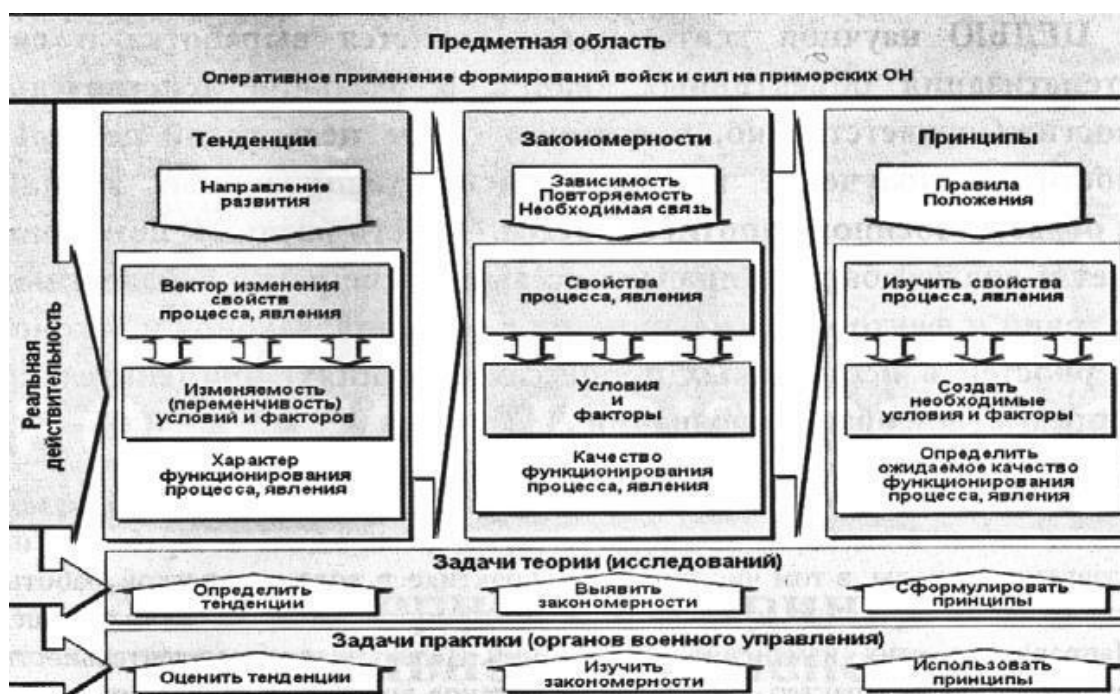 Предметная область
Оперативное применение формирований войск и сил на приморских ОН
Реальная
действительность
Тенденции
Направление
развития
Вектор изменения
свойств
процесса, явления
Изменяемость
(переменчивость)
условий и факторов
Характер
функционирования
процесса, явления
Закономерности
Зависимость
Повторяемость
Необходимая связь
Свойства
процесса, явления
Условия
и
факторы
Качество
функционирования
процесса, явления
Принципы
Правила
Положения
Изучить свойства
процесса, явления
Создать
необходимые
условия и факторы
Определить
ожидаемое качество
функционирования
процесса, явления
Задачи теории (исследований)
Определить
тенденции
Выявить
закономерности
Сформулировать
принципы
Задачи практики (органов военного управления)
Оценить тенденции
Изучить
закономерности
Использовать
принципы